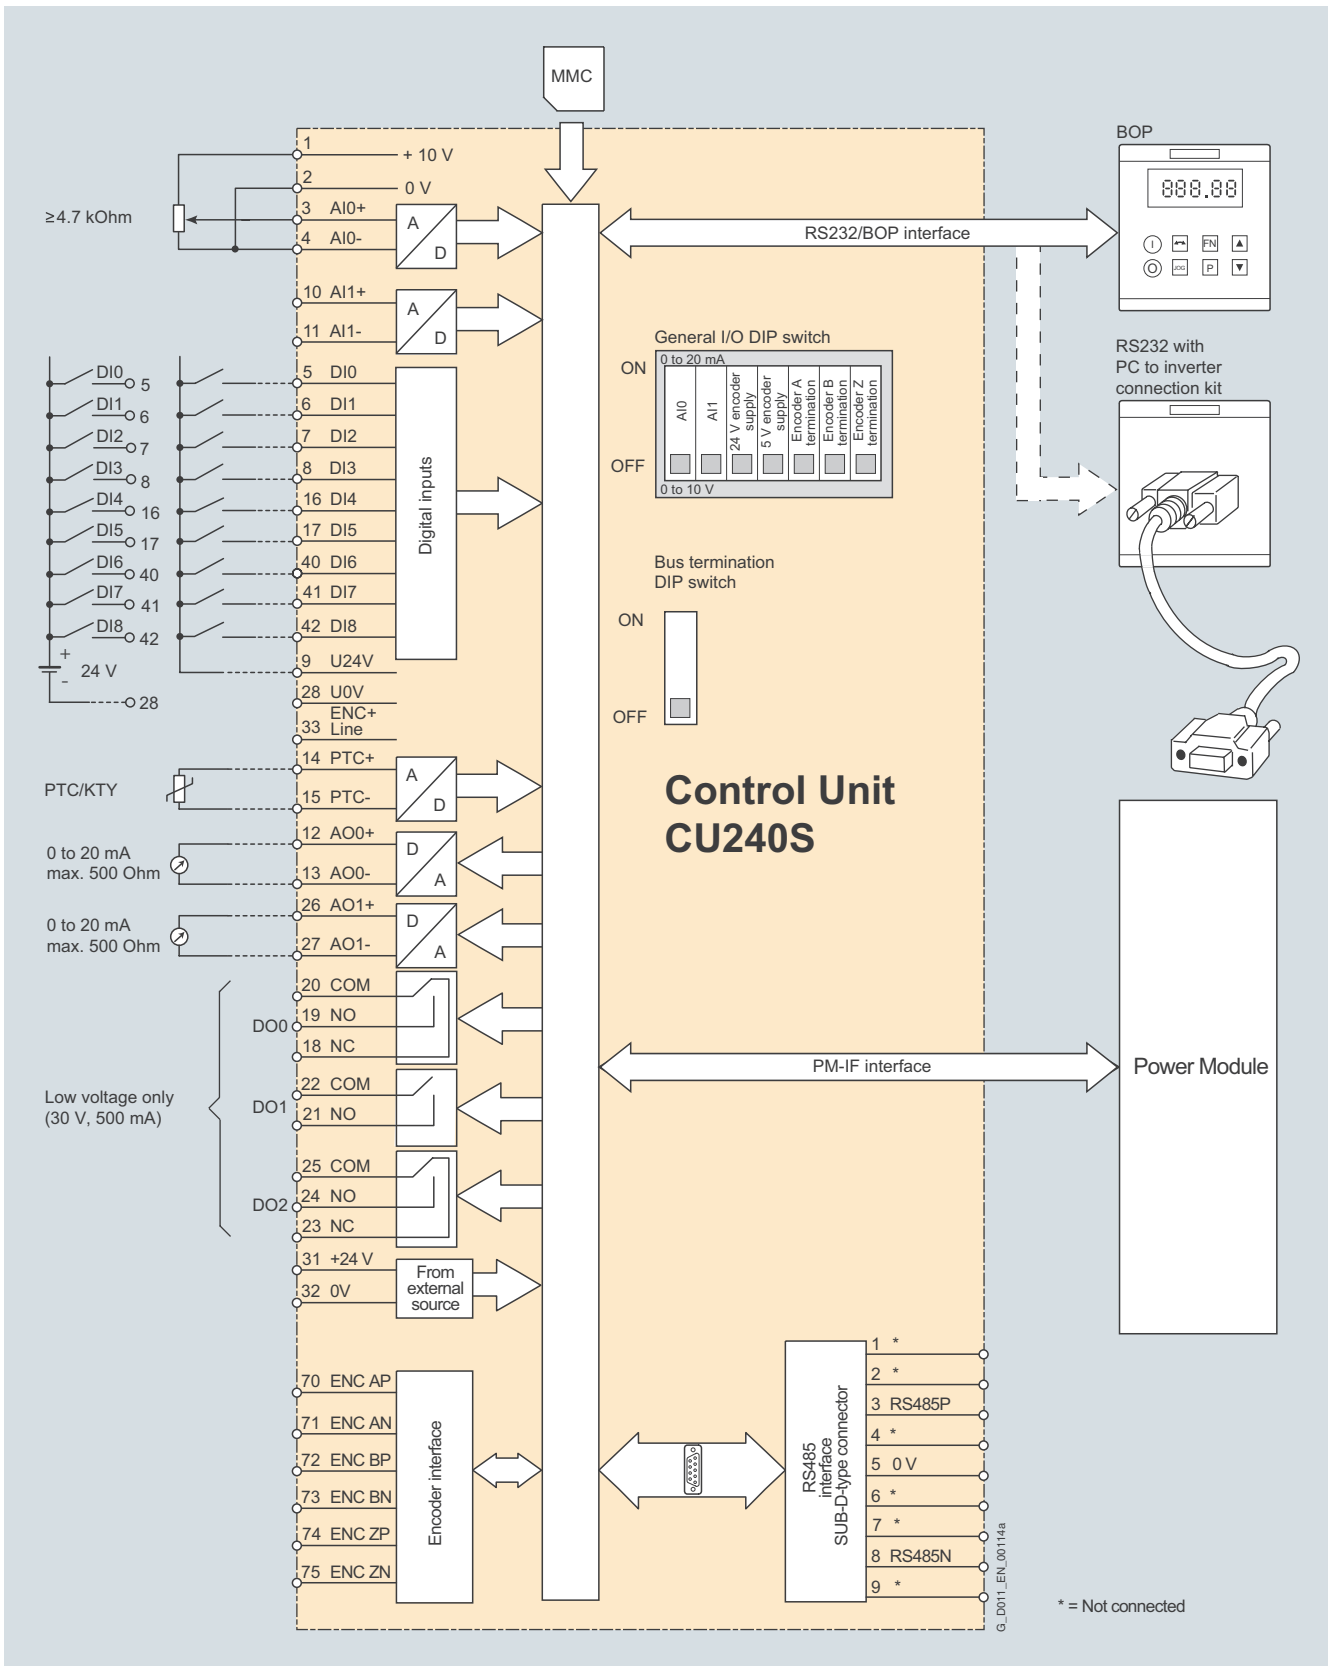 MMC
BOP
1
+ 10 V
2
0 V
≥4.7 kOhm
3 AI0+
4 AI0-
A
D
RS232/BOP interface
888.88
I
FN
O
JOG
P
10 AI1+
11 AI1-
A
D
General I/O DIP switch
ON
0 to 20 mA
AI0
AI1
24 V encoder
supply
5 V encoder
supply
Encoder A
termination
Encoder B
termination
Encoder Z
termination
OFF
0 to 10 V
RS232 with
PC to inverter
connection kit
DI0 5
DI1 6
DI2 7
DI3 8
DI4 16
DI5 17
DI6 40
DI7 41
DI8 42
+
24 V
-
28
5 DI0
6 DI1
7 DI2
8 DI3
16 DI4
17 DI5
40 DI6
41 DI7
42 DI8
Digital inputs
9 U24V
28 U0V
ENC+
33 Line
Bus termination
DIP switch
ON
OFF
Control Unit
CU240S
PTC/KTY
14 PTC+
15 PTC-
A
D
0 to 20 mA
max. 500 Ohm
12 AO0+
13 AO0-
D
A
0 to 20 mA
max. 500 Ohm
26 AO1+
27 AO1-
D
A
Low voltage only
(30 V, 500 mA)
DO0
20 COM
19 NO
18 NC
DO1
22 COM
21 NO
DO2
25 COM
24 NO
23 NC
PM-IF interface
Power Module
31 +24 V
32 0V
From
external
source
70 ENC AP
71 ENC AN
72 ENC BP
73 ENC BN
74 ENC ZP
75 ENC ZN
Encoder interface
RS485
interface
SUB-D-type connector
1 *
2 *
3 RS485P
4 *
5 0 V
6 *
7 *
8 RS485N
9 *
G_D011_EN_00114a
* = Not connected